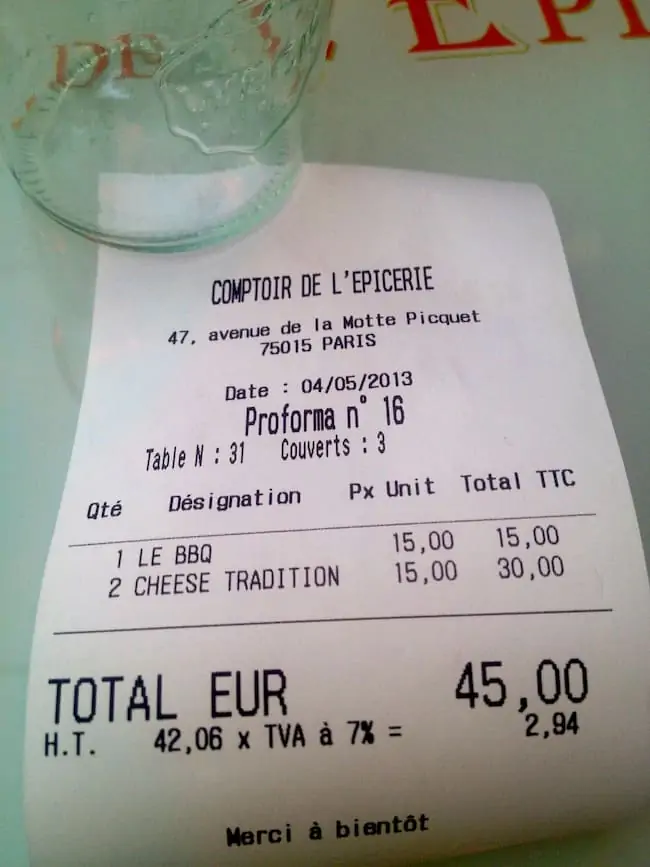 DE L' EPI
COMPTOIR DE L'EPICERIE
47, avenue de la Motte Picquet
75015 PARIS
Date : 04/05/2013
Proforma n° 16
Table N : 31 Couverts : 3
Qté Désignation Px Unit Total TTC
1 LE BBQ 15,00 15,00
2 CHEESE TRADITION 15,00 30,00
TOTAL EUR 45,00
H.T. 42,06 x TVA à 7% = 2,94
Merci à bientôt